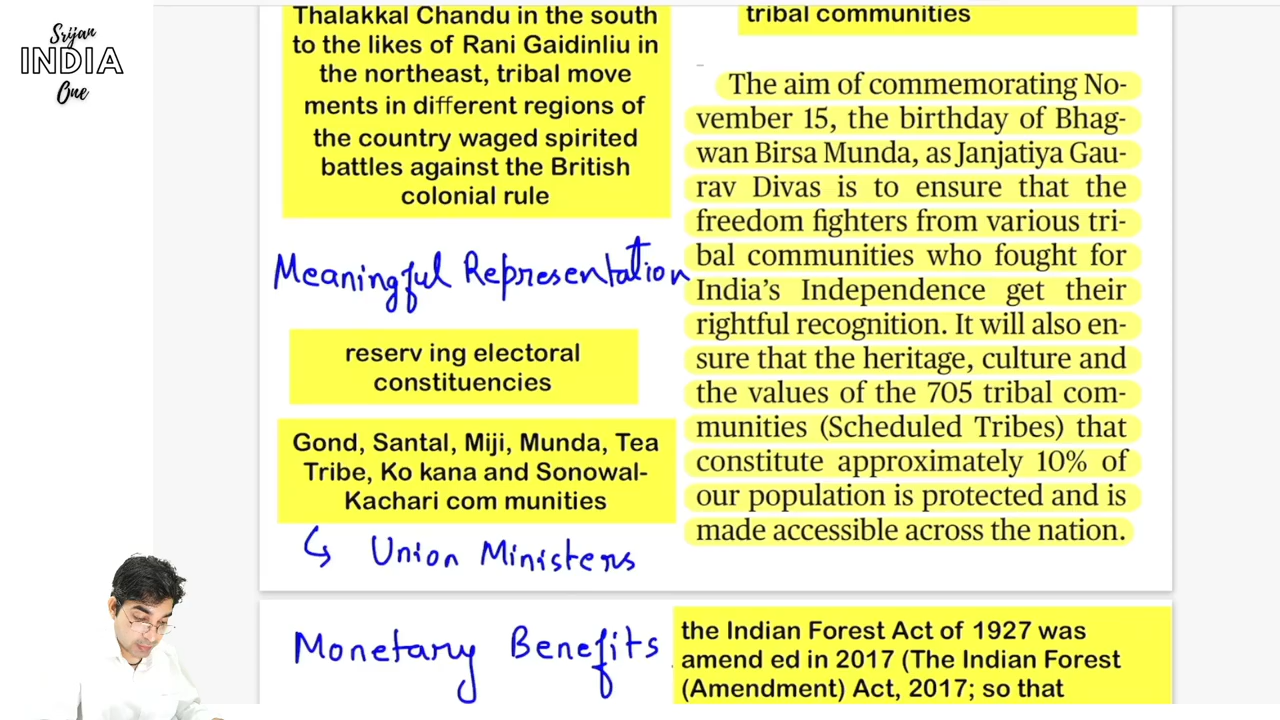 Srijan
INDIA
One
Thalakkal Chandu in the south
to the likes of Rani Gaidinliu in
the northeast, tribal move
ments in different regions of
the country waged spirited
battles against the British
colonial rule
Meaningful Representation
reserv ing electoral
constituencies
Gond, Santal, Miji, Munda, Tea
Tribe, Ko kana and Sonowal-
Kachari com munities
↳ Union Ministers
Monetary Benefits
tribal communities
The aim of commemorating No-
vember 15, the birthday of Bhag-
wan Birsa Munda, as Janjatiya Gau-
rav Divas is to ensure that the
freedom fighters from various tri-
bal communities who fought for
India's Independence get their
rightful recognition. It will also en-
sure that the heritage, culture and
the values of the 705 tribal com-
munities (Scheduled Tribes) that
constitute approximately 10% of
our population is protected and is
made accessible across the nation.
the Indian Forest Act of 1927 was
amend ed in 2017 (The Indian Forest
(Amendment) Act, 2017; so that